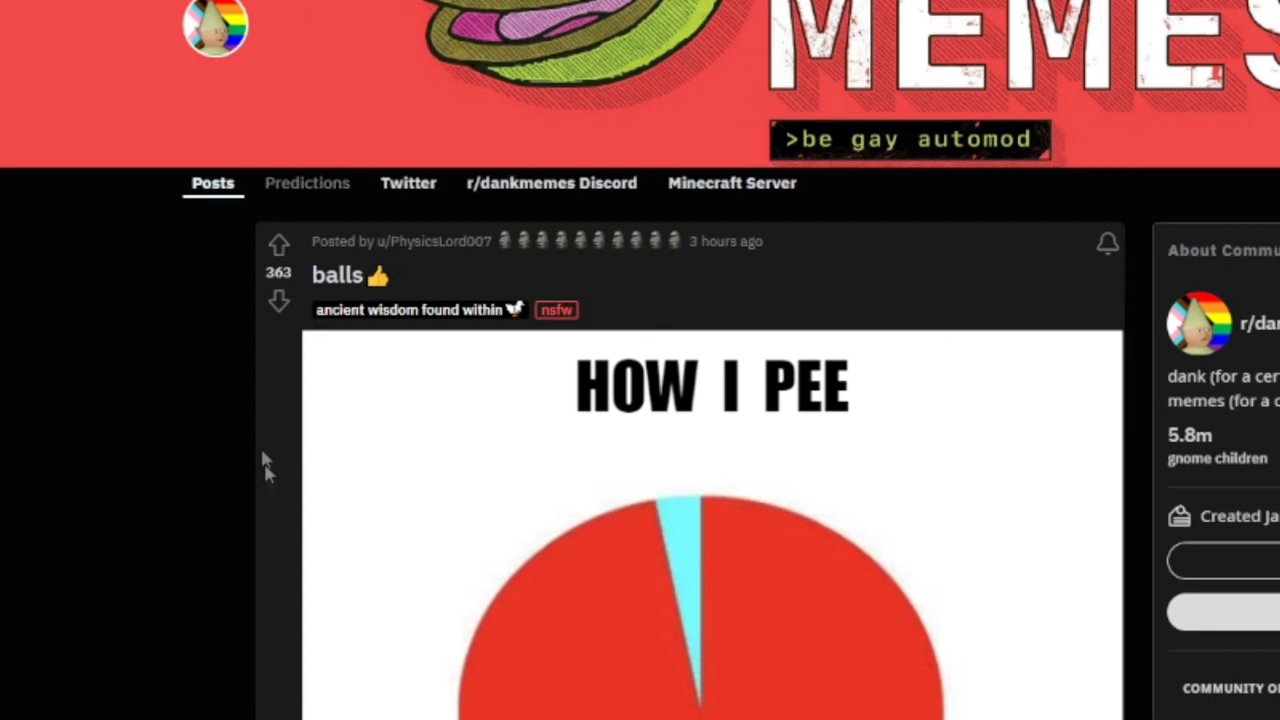 MEMES
>be gay automod
Posts Predictions Twitter r/dankmemes Discord Minecraft Server
Posted by u/PhysicsLord007 🗿🗿🗿🗿🗿🗿🗿🗿🗿🗿 3 hours ago
363
balls👍
ancient wisdom found within nsfw
HOW I PEE
About Commu
r/da
dank (for a cer
memes (for a c
5.8m
gnome children
Created Ja
COMMUNITY O